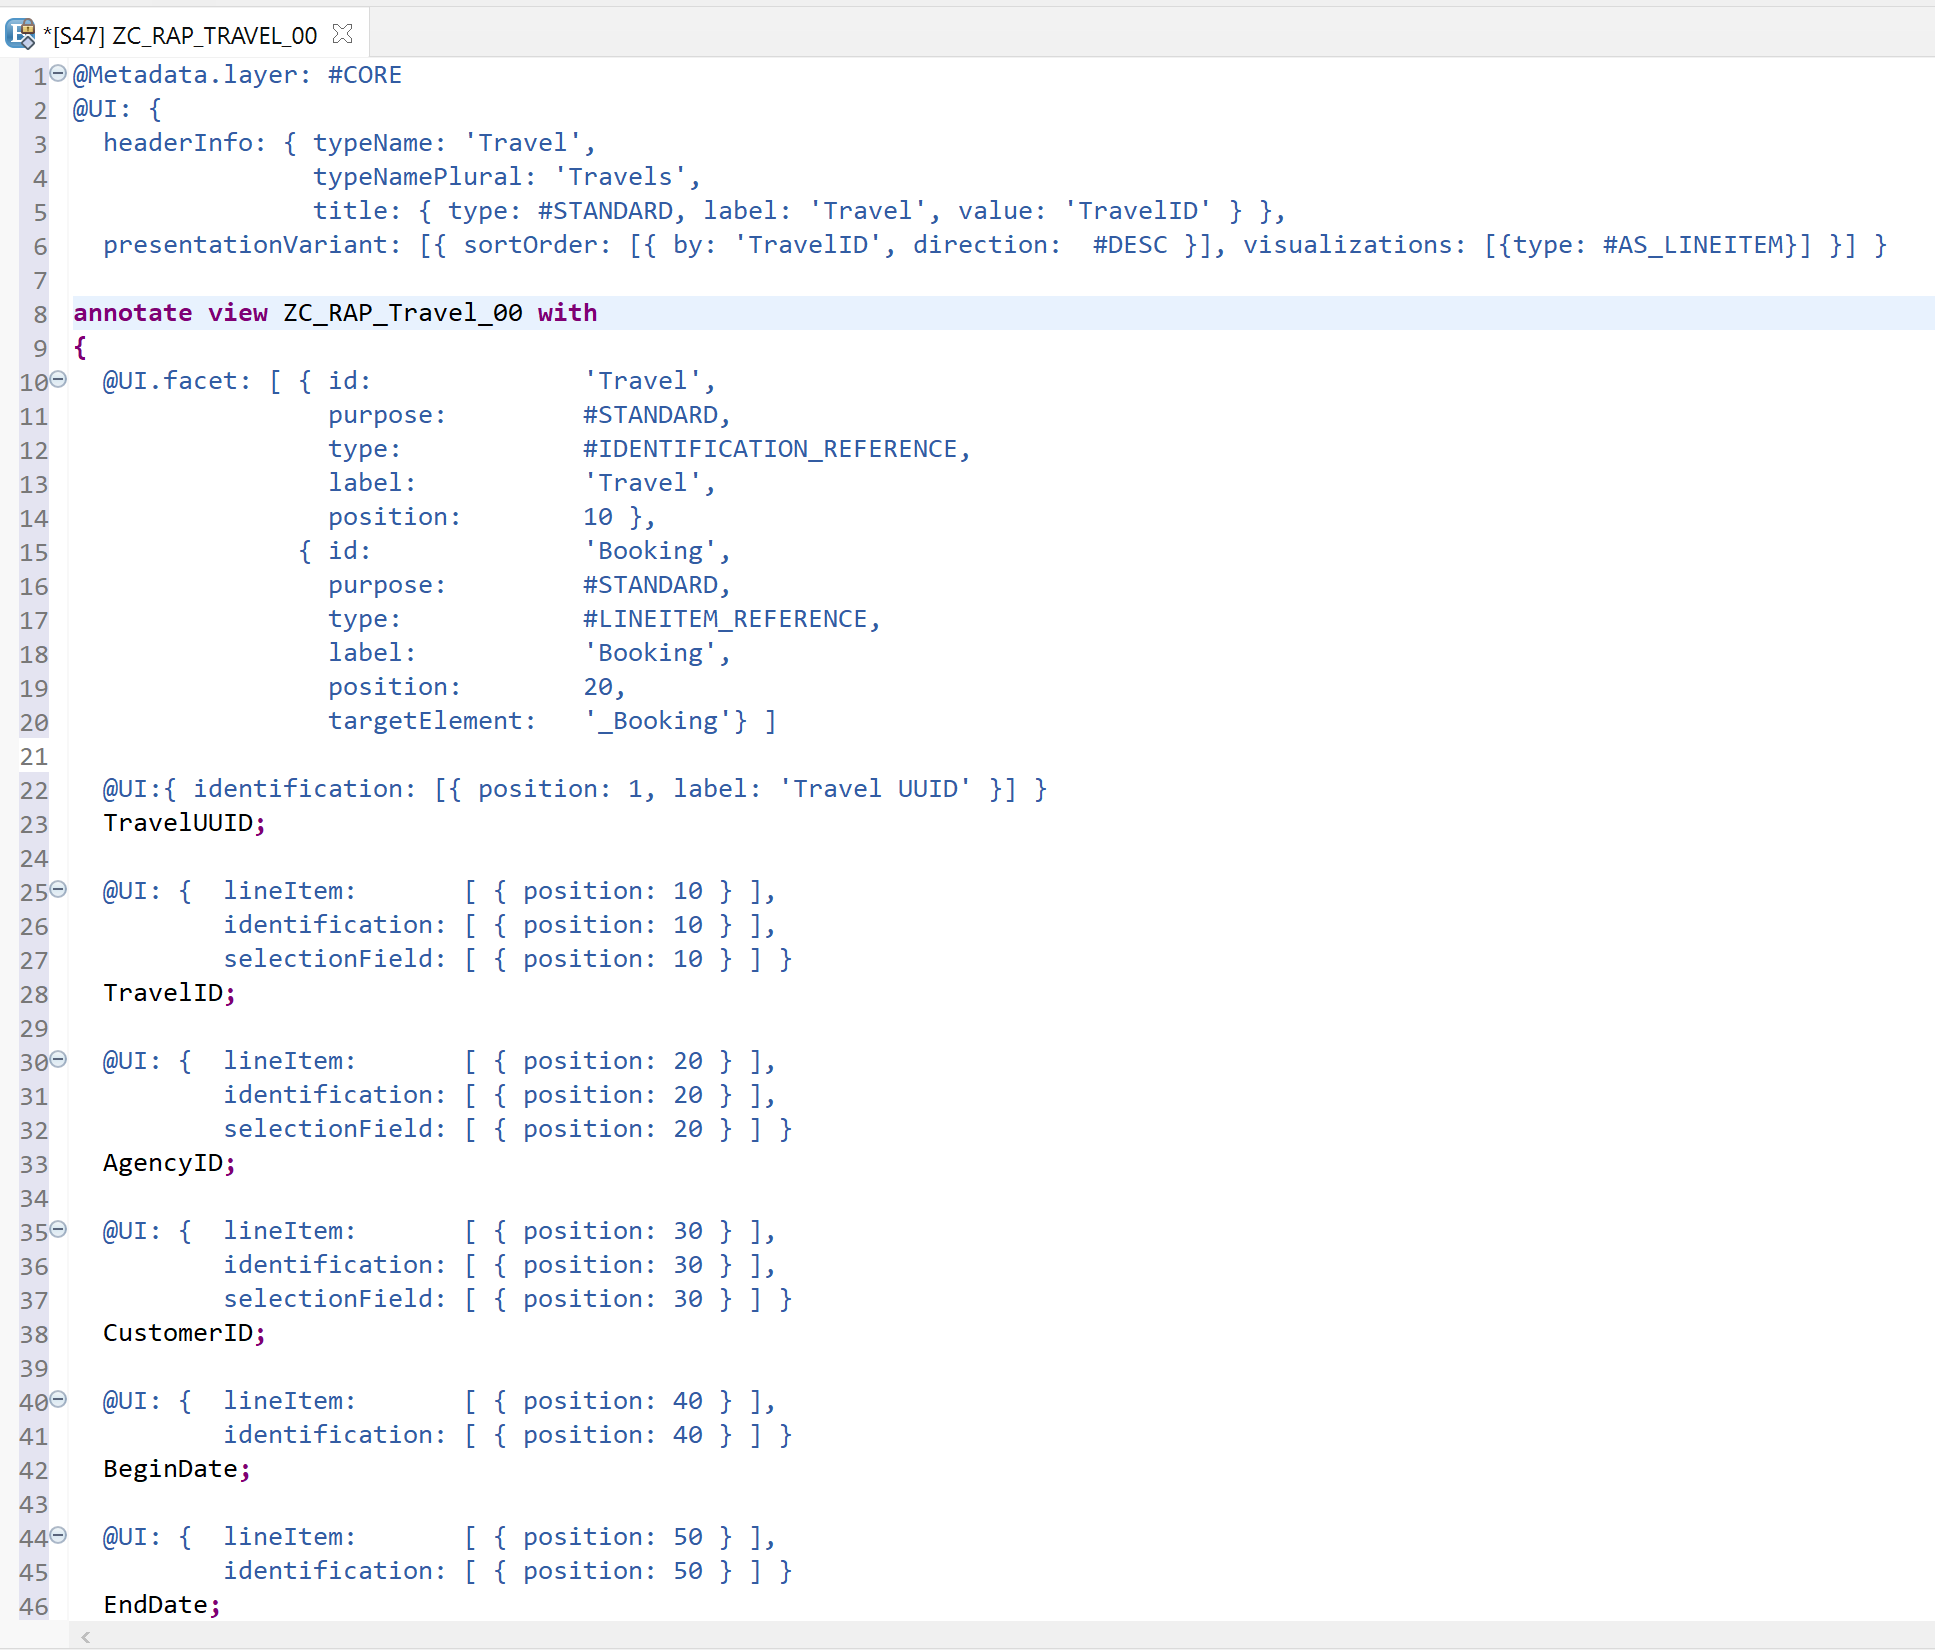 *[S47] ZC_RAP_TRAVEL_00
1 @Metadata.layer: #CORE
2 @UI: {
3   headerInfo: { typeName: 'Travel',
4                 typeNamePlural: 'Travels',
5                 title: { type: #STANDARD, label: 'Travel', value: 'TravelID' } },
6   presentationVariant: [{ sortOrder: [{ by: 'TravelID', direction:  #DESC }], visualizations: [{type: #AS_LINEITEM}] }] }
7
8 annotate view ZC_RAP_Travel_00 with
9 {
10   @UI.facet: [ { id:              'Travel',
11                  purpose:         #STANDARD,
12                  type:            #IDENTIFICATION_REFERENCE,
13                  label:           'Travel',
14                  position:        10 },
15                { id:              'Booking',
16                  purpose:         #STANDARD,
17                  type:            #LINEITEM_REFERENCE,
18                  label:           'Booking',
19                  position:        20,
20                  targetElement:   '_Booking'} ]
21
22   @UI:{ identification: [{ position: 1, label: 'Travel UUID' }] }
23   TravelUUID;
24
25   @UI: {  lineItem:       [ { position: 10 } ],
26           identification: [ { position: 10 } ],
27           selectionField: [ { position: 10 } ] }
28   TravelID;
29
30   @UI: {  lineItem:       [ { position: 20 } ],
31           identification: [ { position: 20 } ],
32           selectionField: [ { position: 20 } ] }
33   AgencyID;
34
35   @UI: {  lineItem:       [ { position: 30 } ],
36           identification: [ { position: 30 } ],
37           selectionField: [ { position: 30 } ] }
38   CustomerID;
39
40   @UI: {  lineItem:       [ { position: 40 } ],
41           identification: [ { position: 40 } ] }
42   BeginDate;
43
44   @UI: {  lineItem:       [ { position: 50 } ],
45           identification: [ { position: 50 } ] }
46   EndDate;